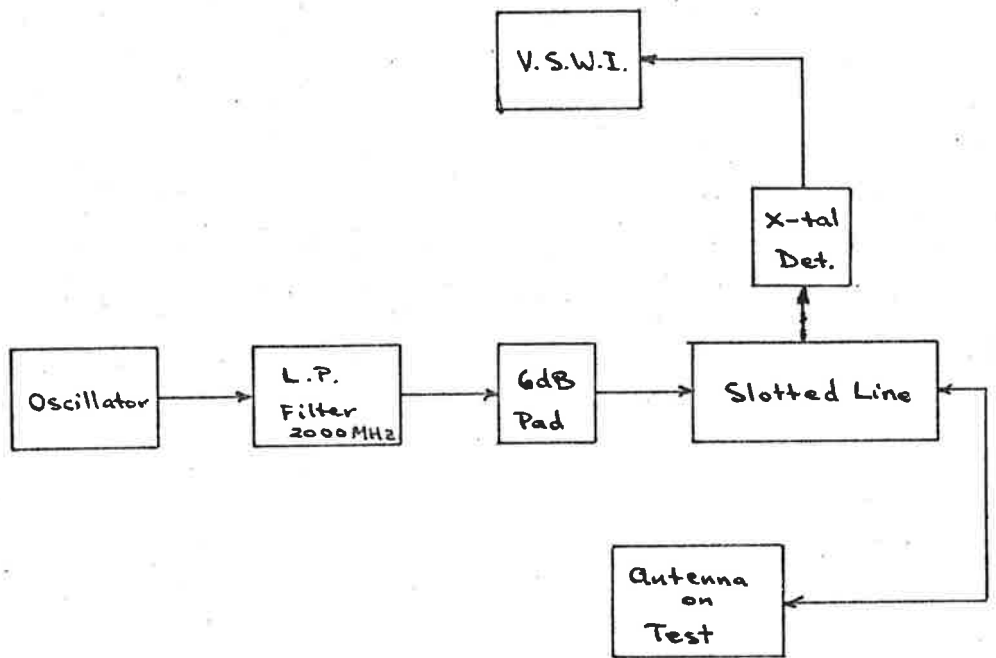 V.S.W.I.
X-tal
Det.
Oscillator
L.P.
Filter
2000 MHz
6dB
Pad
Slotted Line
Antenna
on
Test